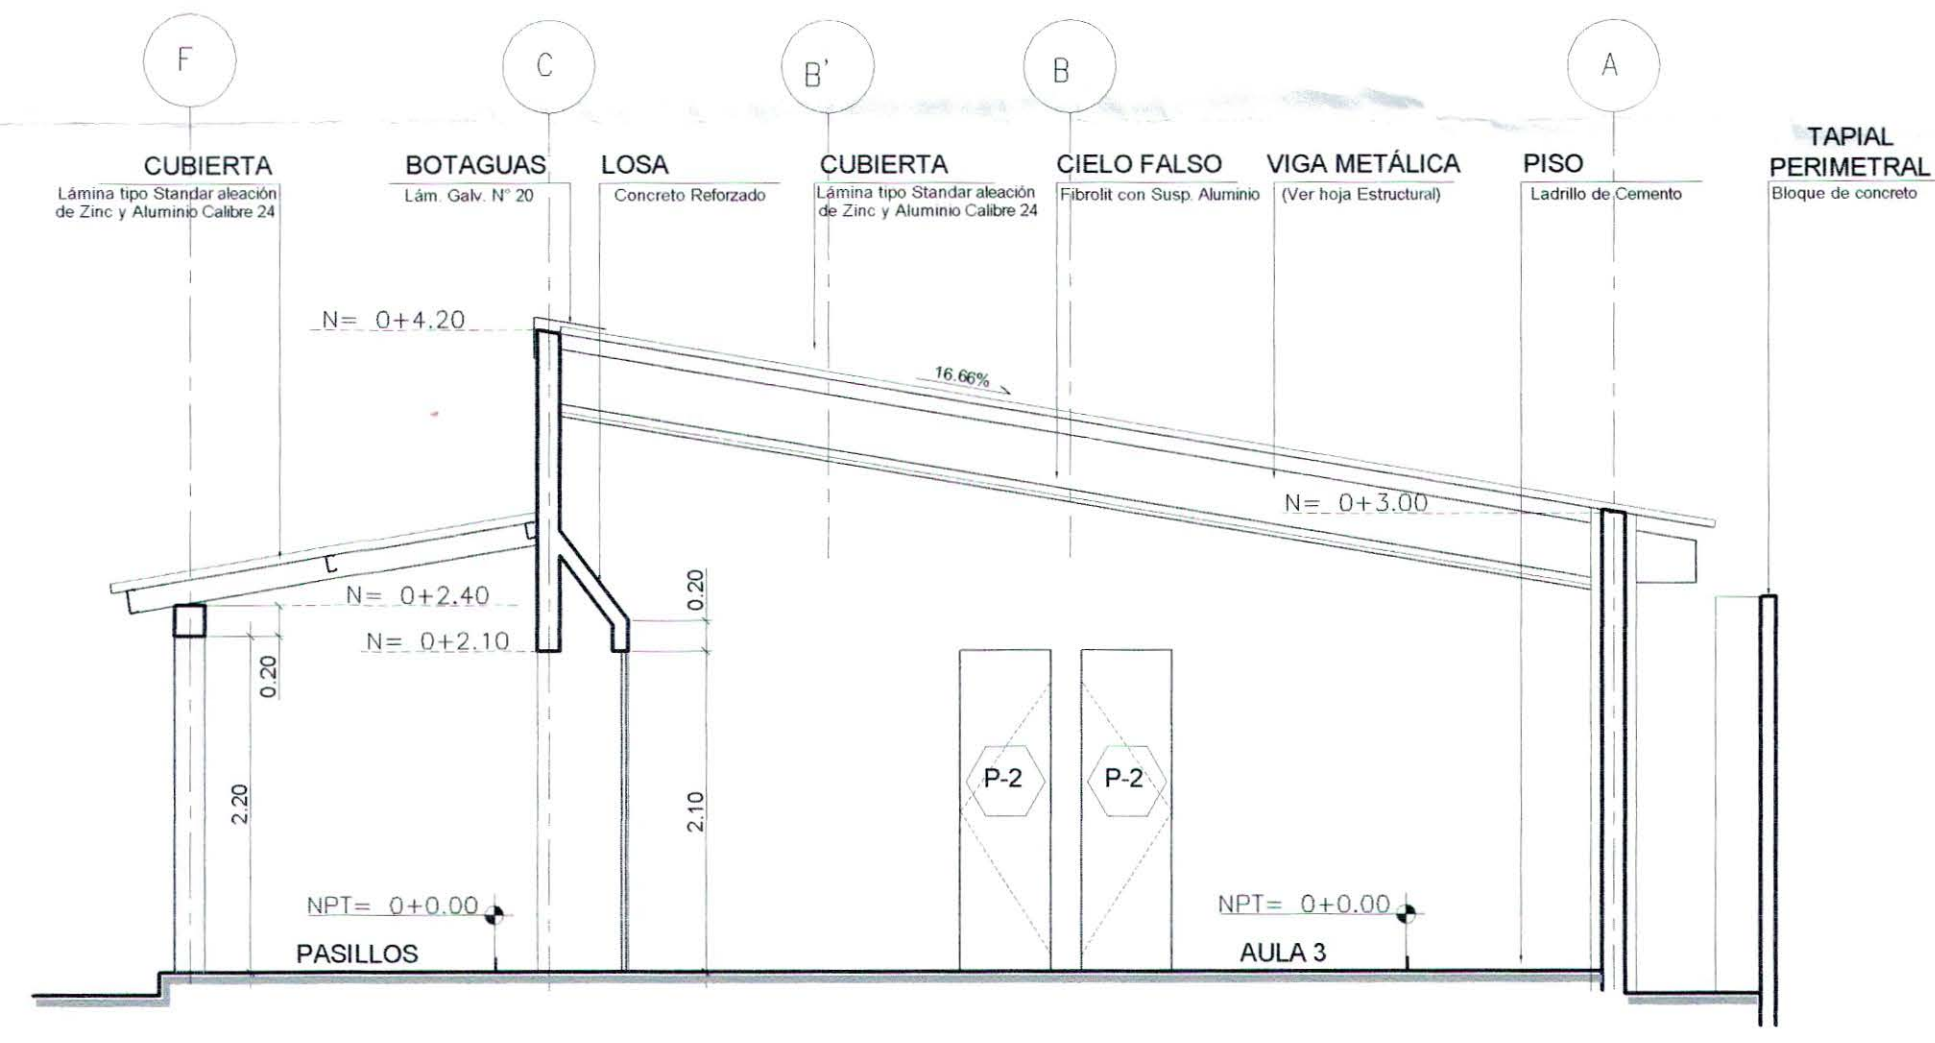 F
C
B'
B
A
CUBIERTA
Lámina tipo Standar aleación
de Zinc y Aluminio Calibre 24
BOTAGUAS
Lám. Galv. N° 20
LOSA
Concreto Reforzado
CUBIERTA
Lámina tipo Standar aleación
de Zinc y Aluminio Calibre 24
CIELO FALSO
Fibrolit con Susp. Aluminio
VIGA METÁLICA
(Ver hoja Estructural)
PISO
Ladrillo de Cemento
TAPIAL
PERIMETRAL
Bloque de concreto
N= 0+4.20
16.66%
N= 0+3.00
N= 0+2.40
N= 0+2.10
0.20
0.20
2.20
2.10
P-2
P-2
NPT= 0+0.00
NPT= 0+0.00
PASILLOS
AULA 3